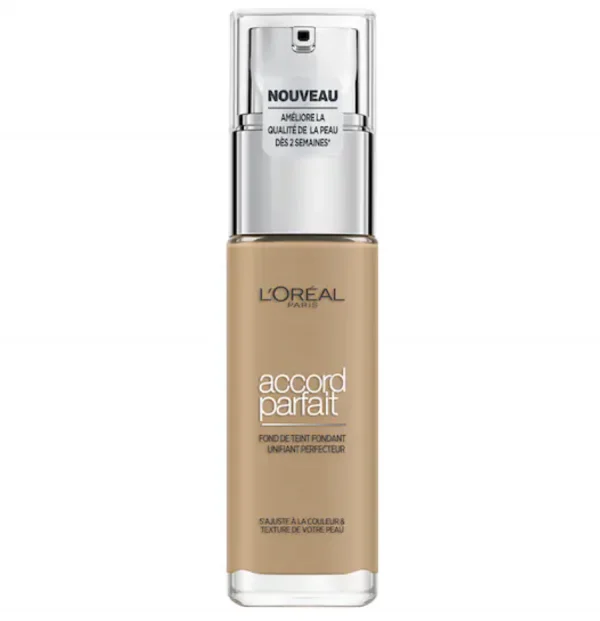 NOUVEAU
AMÉLIORE LA
QUALITÉ DE LA PEAU
DÈS 2 SEMAINES*
L'ORÉAL
PARIS
accord
parfait
FOND DE TEINT FONDANT
UNIFIANT PERFECTEUR
S'AJUSTE À LA COULEUR &
TEXTURE DE VOTRE PEAU